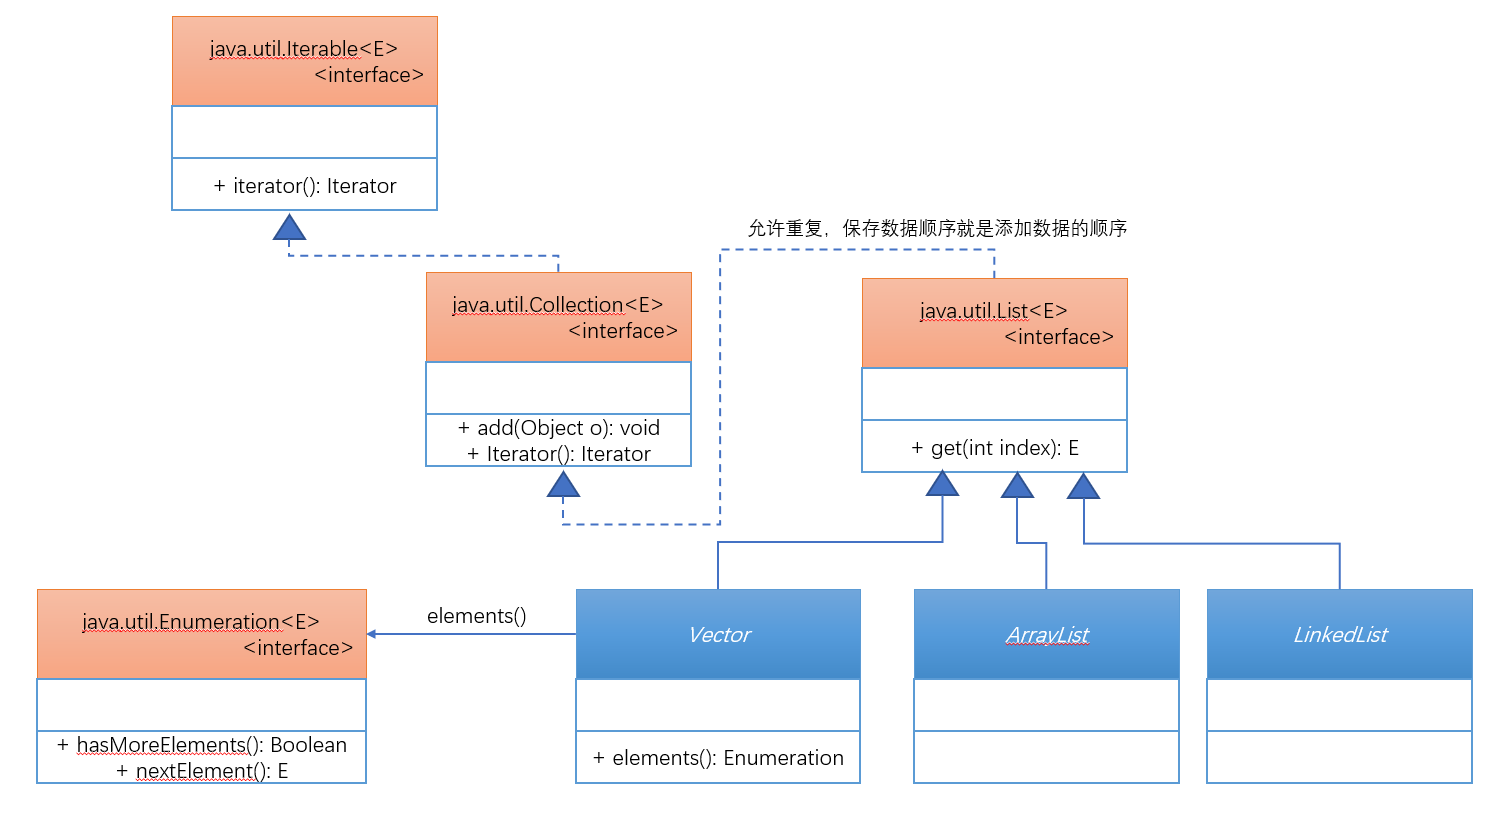 java.util.Iterable<E>
<interface>
+ iterator(): Iterator
允许重复，保存数据顺序就是添加数据的顺序
java.util.Collection<E>
<interface>
+ add(Object o): void
+ Iterator(): Iterator
java.util.List<E>
<interface>
+ get(int index): E
java.util.Enumeration<E>
<interface>
+ hasMoreElements(): Boolean
+ nextElement(): E
elements()
Vector
+ elements(): Enumeration
ArrayList
LinkedList